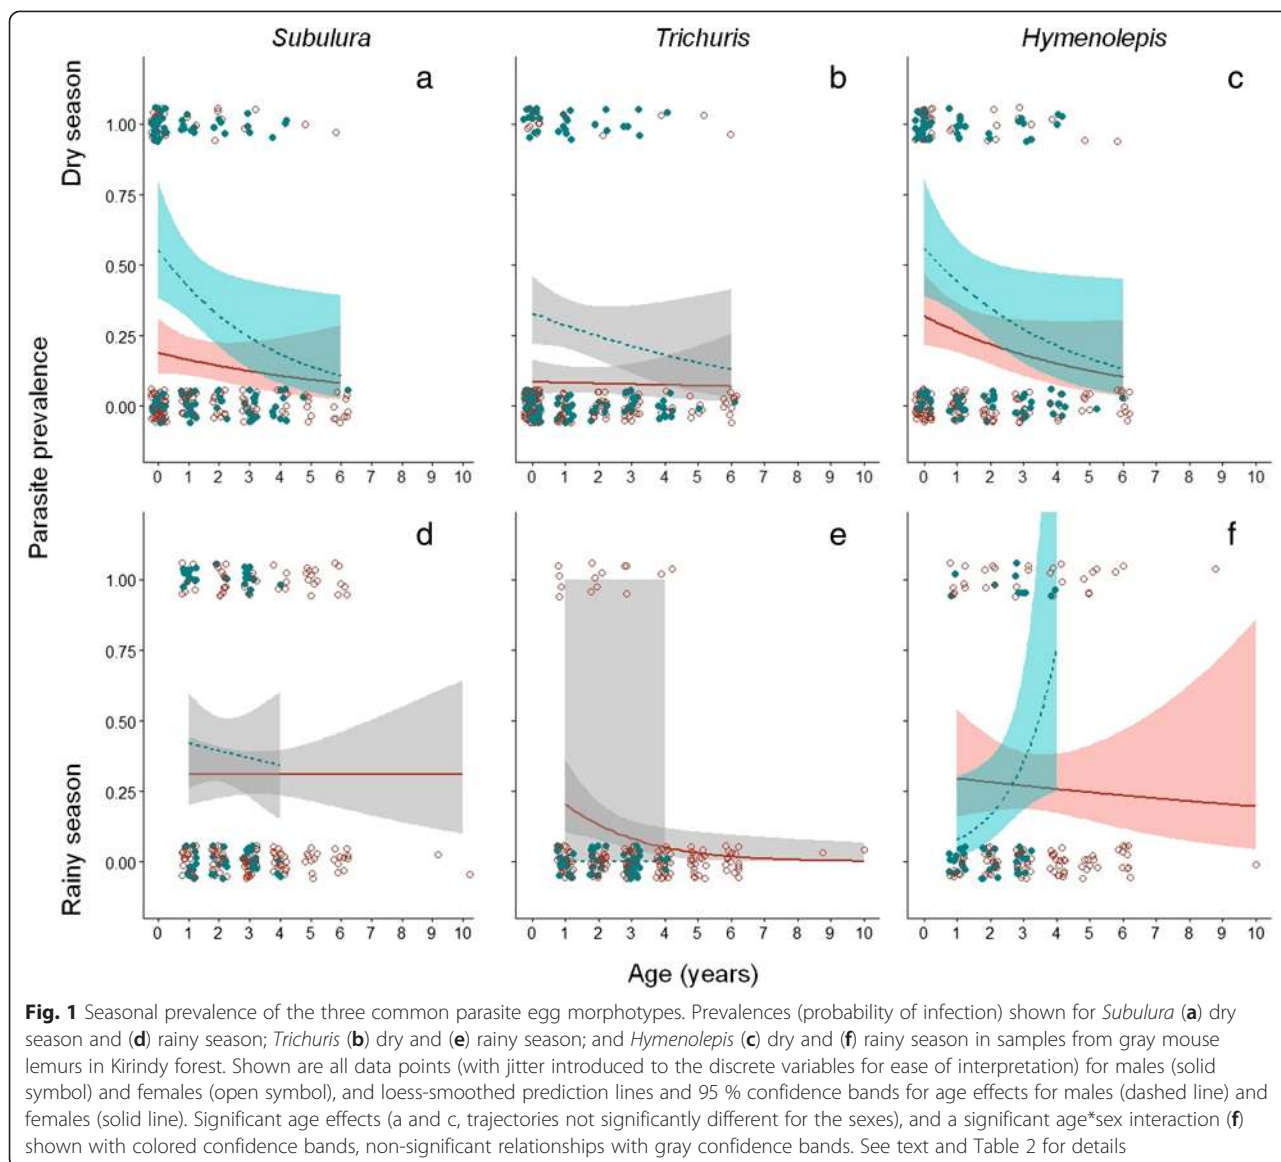 Subulura
Trichuris
Hymenolepis
Dry season
a
b
c
1.00
0.75
0.50
0.25
0.00
0 1 2 3 4 5 6 7 8 9 10
0 1 2 3 4 5 6 7 8 9 10
0 1 2 3 4 5 6 7 8 9 10
Parasite prevalence
Rainy season
d
e
f
1.00
0.75
0.50
0.25
0.00
0 1 2 3 4 5 6 7 8 9 10
0 1 2 3 4 5 6 7 8 9 10
0 1 2 3 4 5 6 7 8 9 10
Age (years)
Fig. 1 Seasonal prevalence of the three common parasite egg morphotypes. Prevalences (probability of infection) shown for Subulura (a) dry
season and (d) rainy season; Trichuris (b) dry and (e) rainy season; and Hymenolepis (c) dry and (f) rainy season in samples from gray mouse
lemurs in Kirindy forest. Shown are all data points (with jitter introduced to the discrete variables for ease of interpretation) for males (solid
symbol) and females (open symbol), and loess-smoothed prediction lines and 95 % confidence bands for age effects for males (dashed line) and
females (solid line). Significant age effects (a and c, trajectories not significantly different for the sexes), and a significant age*sex interaction (f)
shown with colored confidence bands, non-significant relationships with gray confidence bands. See text and Table 2 for details